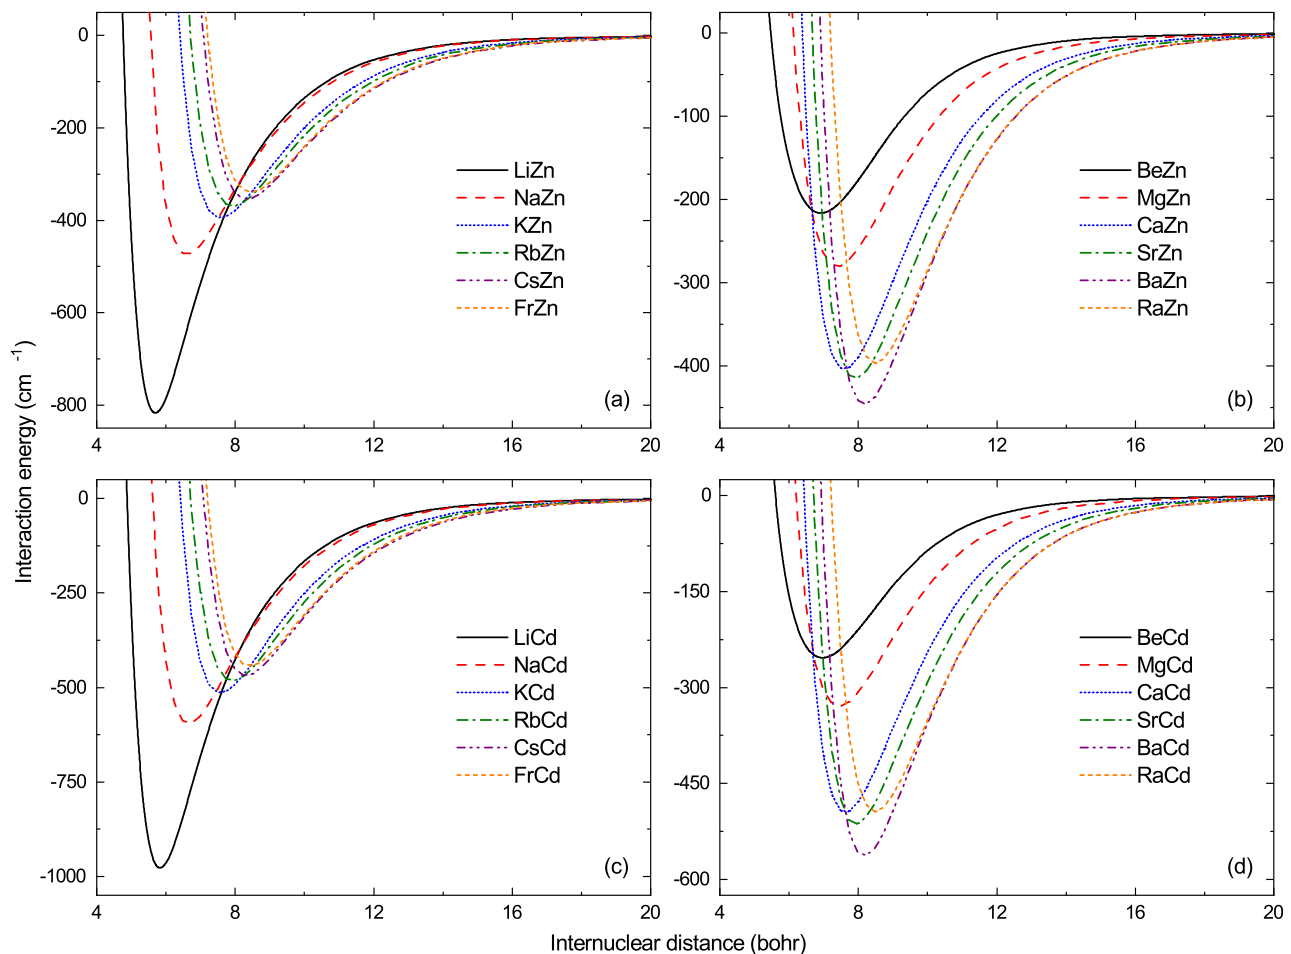 0
-200
-400
-600
-800
4
8
12
16
20
LiZn
NaZn
KZn
RbZn
CsZn
FrZn
(a)
0
-100
-200
-300
-400
4
8
12
16
20
BeZn
MgZn
CaZn
SrZn
BaZn
RaZn
(b)
Interaction energy (cm⁻¹)
0
-250
-500
-750
-1000
4
8
12
16
20
LiCd
NaCd
KCd
RbCd
CsCd
FrCd
(c)
0
-150
-300
-450
-600
4
8
12
16
20
BeCd
MgCd
CaCd
SrCd
BaCd
RaCd
(d)
Internuclear distance (bohr)